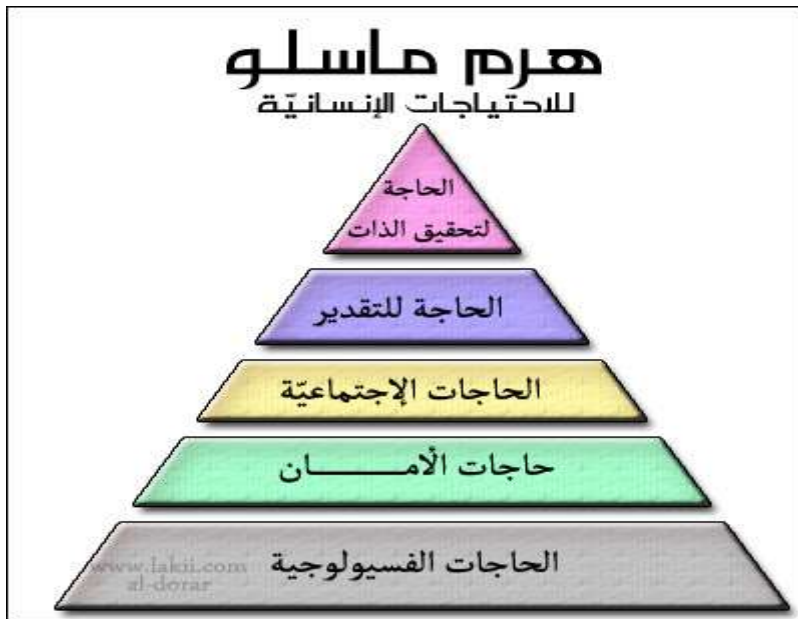 هرم ماسلو
للاحتياجات الإنسانيّة
الحاجة
لتحقيق الذات
الحاجة للتقدير
الحاجات الإجتماعيّة
حاجات الأمـــــــان
الحاجات الفسيولوجية
www.lakii.com
al-dorar